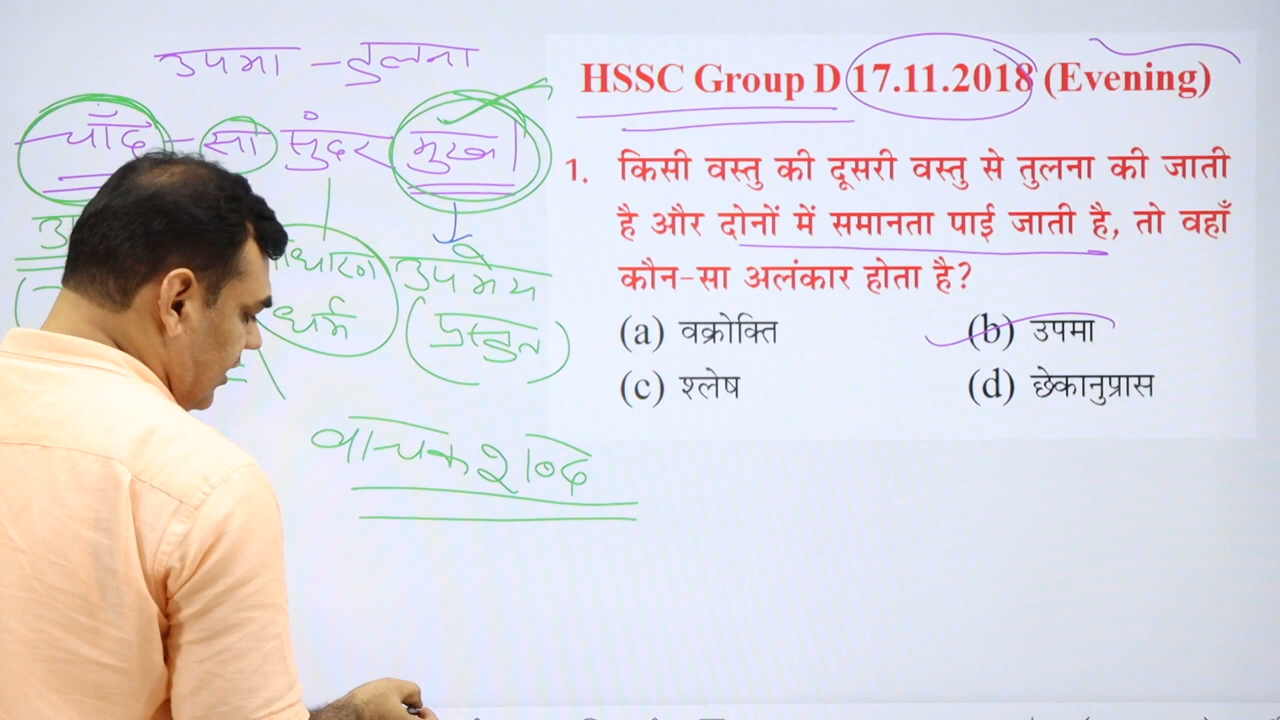 उपमा - तुलना
चाँद - सा सुंदर मुख
उपमेय
धर्म (प्रस्तुत)
वाचक शब्द
HSSC Group D 17.11.2018 (Evening)
1. किसी वस्तु की दूसरी वस्तु से तुलना की जाती
है और दोनों में समानता पाई जाती है, तो वहाँ
कौन-सा अलंकार होता है?
(a) वक्रोक्ति (b) उपमा
(c) श्लेष (d) छेकानुप्रास